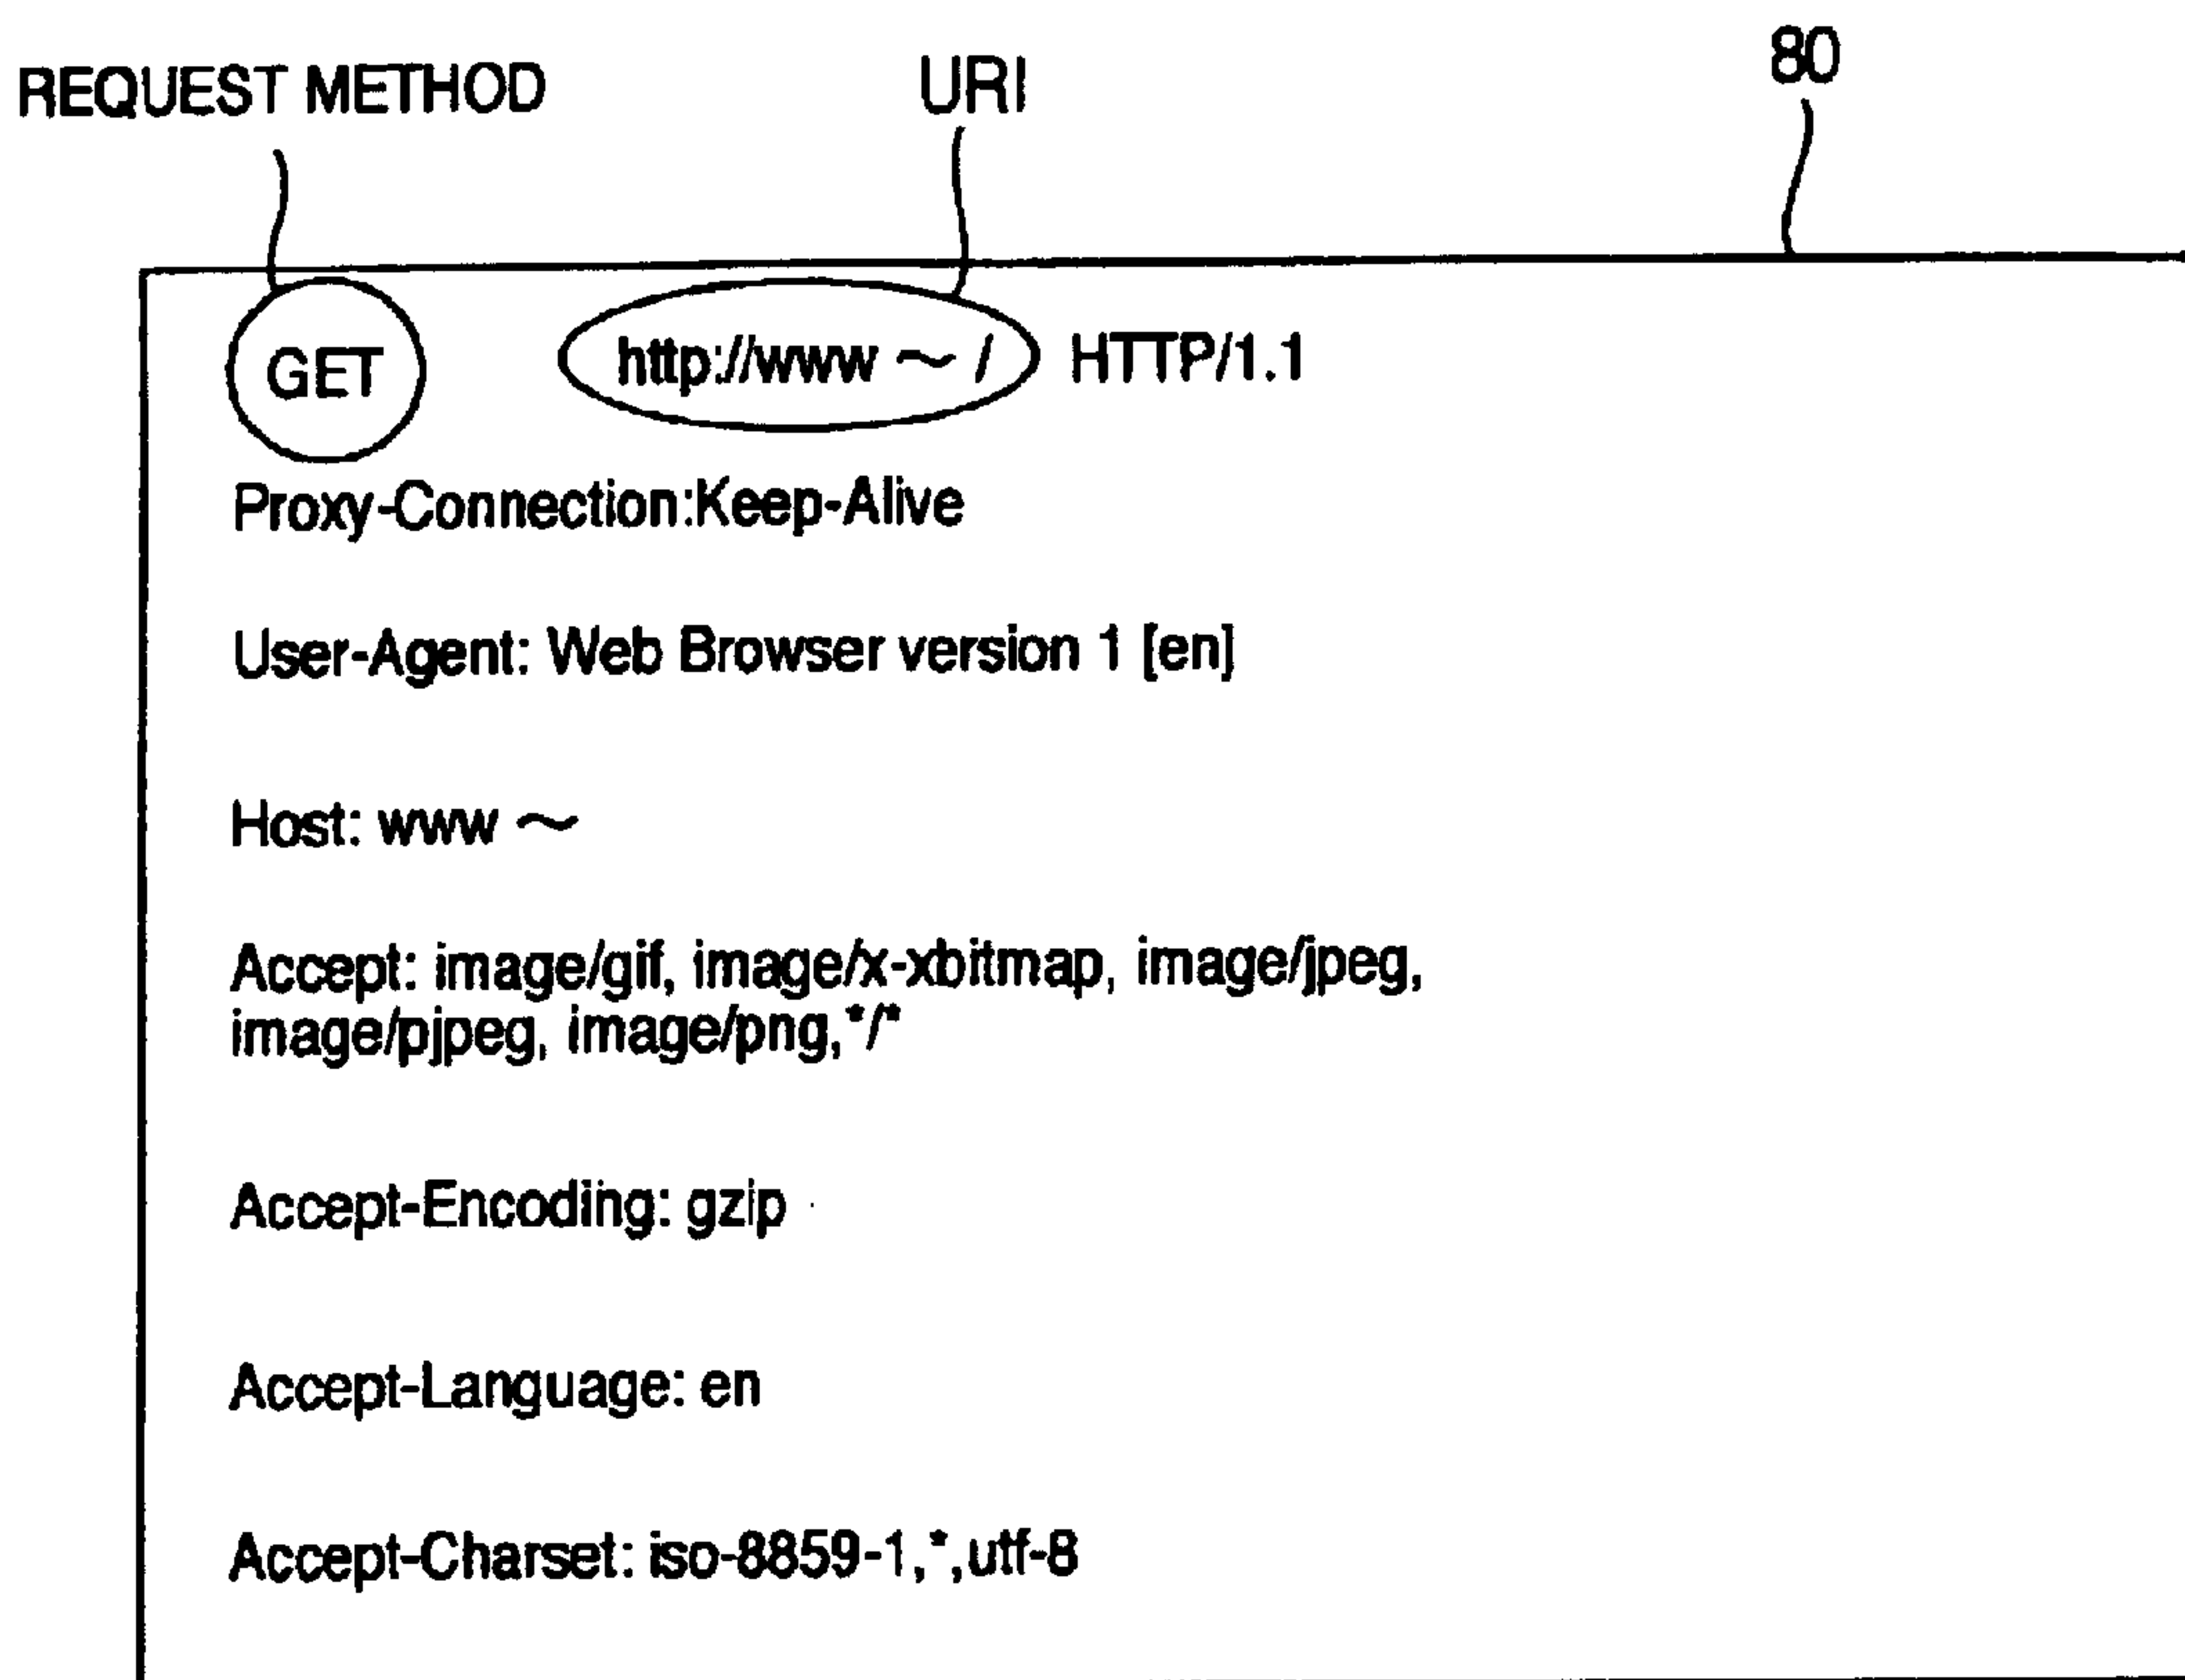 REQUEST METHOD URI 80
GET http://www ~ / HTTP/1.1
Proxy-Connection:Keep-Alive
User-Agent: Web Browser version 1 [en]
Host: www ~
Accept: image/gif, image/x-xbitmap, image/jpeg,
image/pjpeg, image/png,*/*
Accept-Encoding: gzip
Accept-Language: en
Accept-Charset: iso-8859-1,*,utf-8